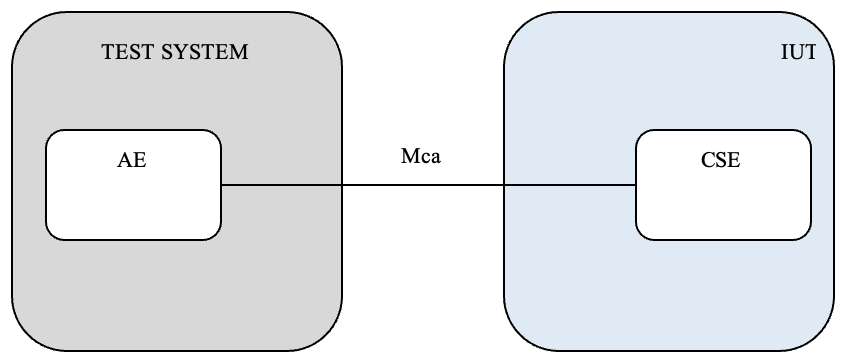 TEST SYSTEM
IUT
AE
Mca
CSE